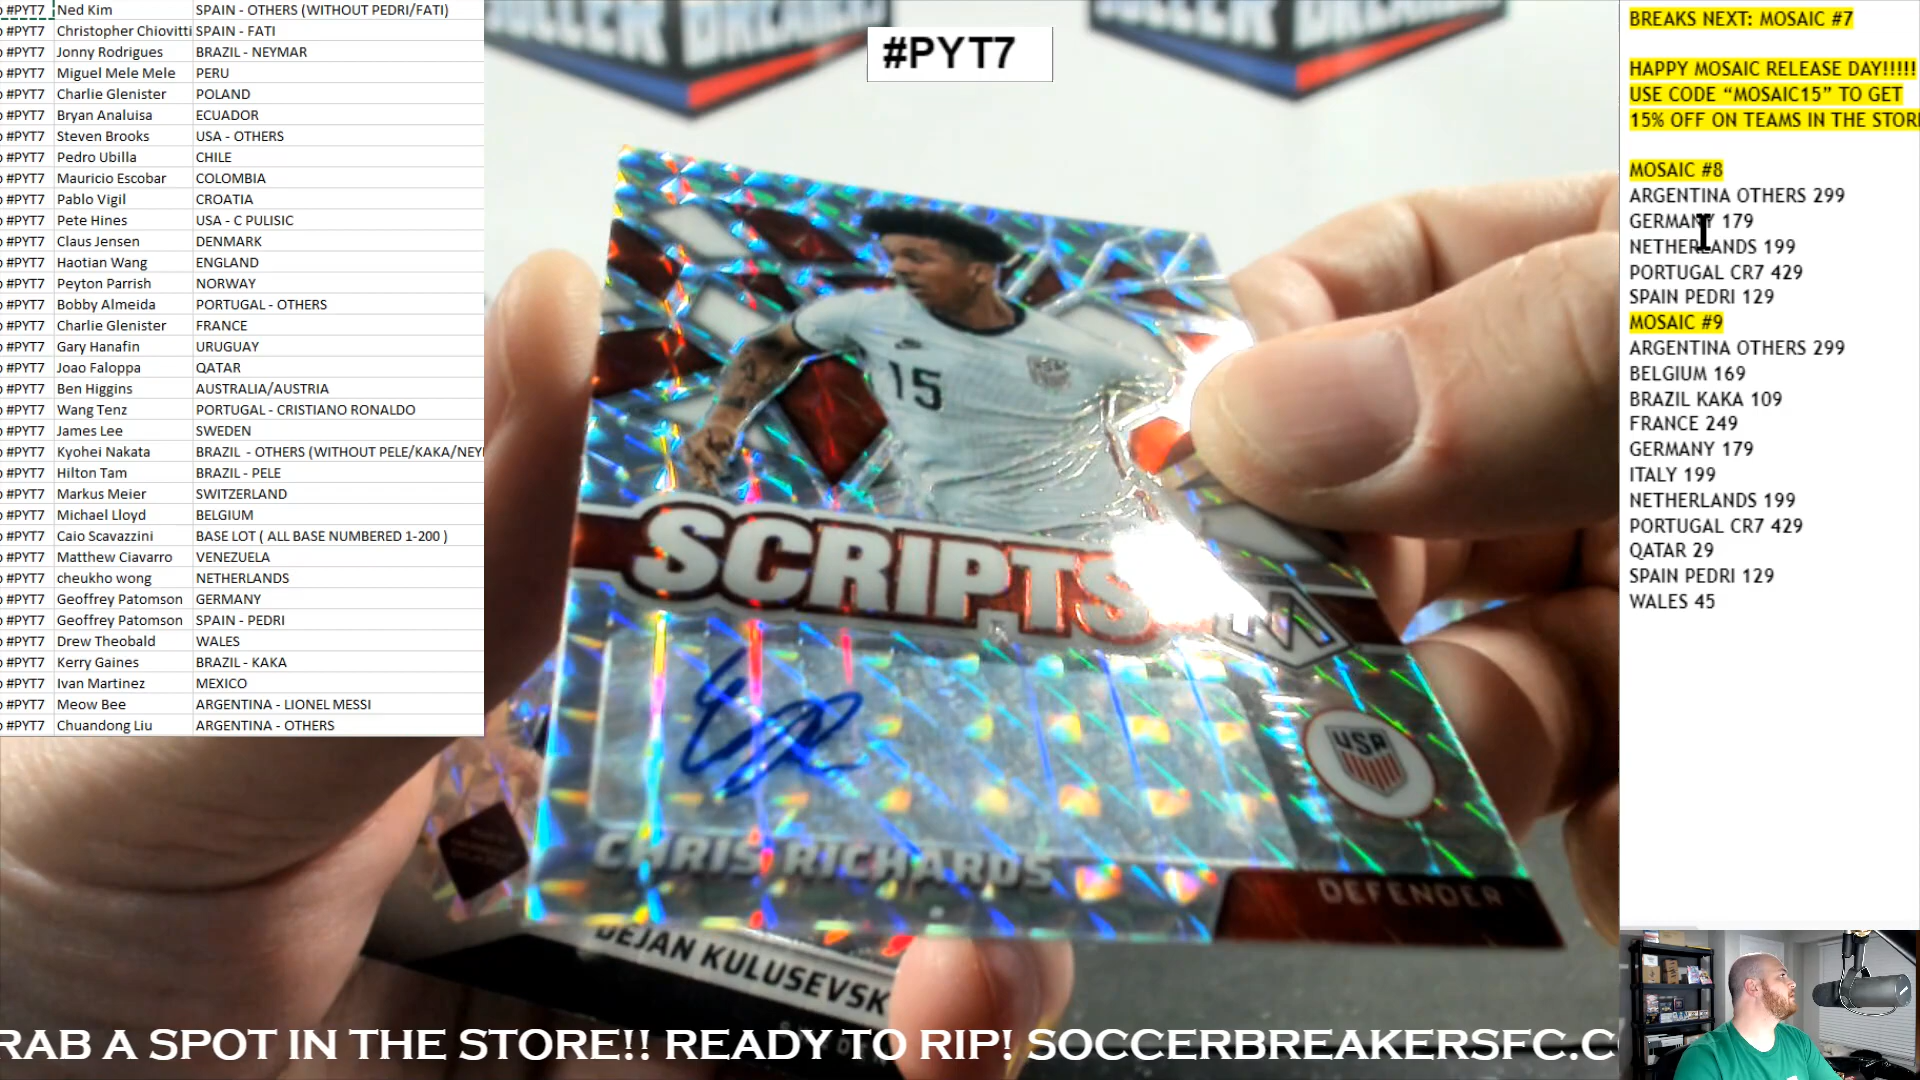 #PYT7 Ned Kim SPAIN - OTHERS (WITHOUT PEDRI/FATI)
#PYT7 Christopher Chiovitti SPAIN - FATI
#PYT7 Jonny Rodrigues BRAZIL - NEYMAR
#PYT7 Miguel Mele Mele PERU
#PYT7 Charlie Glenister POLAND
#PYT7 Bryan Analuisa ECUADOR
#PYT7 Steven Brooks USA - OTHERS
#PYT7 Pedro Ubilla CHILE
#PYT7 Mauricio Escobar COLOMBIA
#PYT7 Pablo Vigil CROATIA
#PYT7 Pete Hines USA - C PULISIC
#PYT7 Claus Jensen DENMARK
#PYT7 Haotian Wang ENGLAND
#PYT7 Peyton Parrish NORWAY
#PYT7 Bobby Almeida PORTUGAL - OTHERS
#PYT7 Charlie Glenister FRANCE
#PYT7 Gary Hanafin URUGUAY
#PYT7 Joao Faloppa QATAR
#PYT7 Ben Higgins AUSTRALIA/AUSTRIA
#PYT7 Wang Tenz PORTUGAL - CRISTIANO RONALDO
#PYT7 James Lee SWEDEN
#PYT7 Kyohei Nakata BRAZIL - OTHERS (WITHOUT PELE/KAKA/NEY
#PYT7 Hilton Tam BRAZIL - PELE
#PYT7 Markus Meier SWITZERLAND
#PYT7 Michael Lloyd BELGIUM
#PYT7 Caio Scavazzini BASE LOT ( ALL BASE NUMBERED 1-200 )
#PYT7 Matthew Ciavarro VENEZUELA
#PYT7 cheukho wong NETHERLANDS
#PYT7 Geoffrey Patomson GERMANY
#PYT7 Geoffrey Patomson SPAIN - PEDRI
#PYT7 Drew Theobald WALES
#PYT7 Kerry Gaines BRAZIL - KAKA
#PYT7 Ivan Martinez MEXICO
#PYT7 Meow Bee ARGENTINA - LIONEL MESSI
#PYT7 Chuandong Liu ARGENTINA - OTHERS
#PYT7
15
SCRIPTS
USA
CHRIS RICHARDS
DEFENDER
DEJAN KULUSEVSK
BREAKS NEXT: MOSAIC #7
HAPPY MOSAIC RELEASE DAY!!!!!
USE CODE “MOSAIC15” TO GET
15% OFF ON TEAMS IN THE STOR
MOSAIC #8
ARGENTINA OTHERS 299
GERMANY 179
NETHERLANDS 199
PORTUGAL CR7 429
SPAIN PEDRI 129
MOSAIC #9
ARGENTINA OTHERS 299
BELGIUM 169
BRAZIL KAKA 109
FRANCE 249
GERMANY 179
ITALY 199
NETHERLANDS 199
PORTUGAL CR7 429
QATAR 29
SPAIN PEDRI 129
WALES 45
RAB A SPOT IN THE STORE!! READY TO RIP! SOCCERBREAKERSFC.C